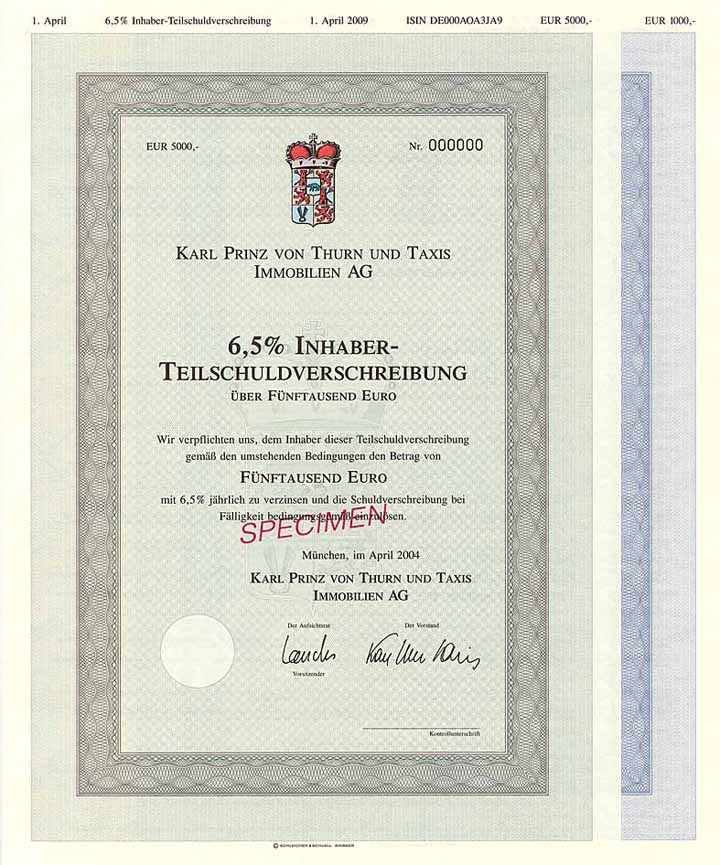 1. April 6,5% Inhaber-Teilschuldverschreibung 1. April 2009 ISIN DE000A0A3JA9 EUR 5000,- EUR 1000,-
EUR 5000,- Nr. 000000
KARL PRINZ VON THURN UND TAXIS
IMMOBILIEN AG
6,5% INHABER-
TEILSCHULDVERSCHREIBUNG
ÜBER FÜNFTAUSEND EURO
Wir verpflichten uns, dem Inhaber dieser Teilschuldverschreibung
gemäß den umstehenden Bedingungen den Betrag von
FÜNFTAUSEND EURO
mit 6,5% jährlich zu verzinsen und die Schuldverschreibung bei
Fälligkeit bedingungsgemäß einzulösen.
SPECIMEN
München, im April 2004
KARL PRINZ VON THURN UND TAXIS
IMMOBILIEN AG
Der Aufsichtsrat Der Vorstand
Vorsitzender
Kontrollunterschrift